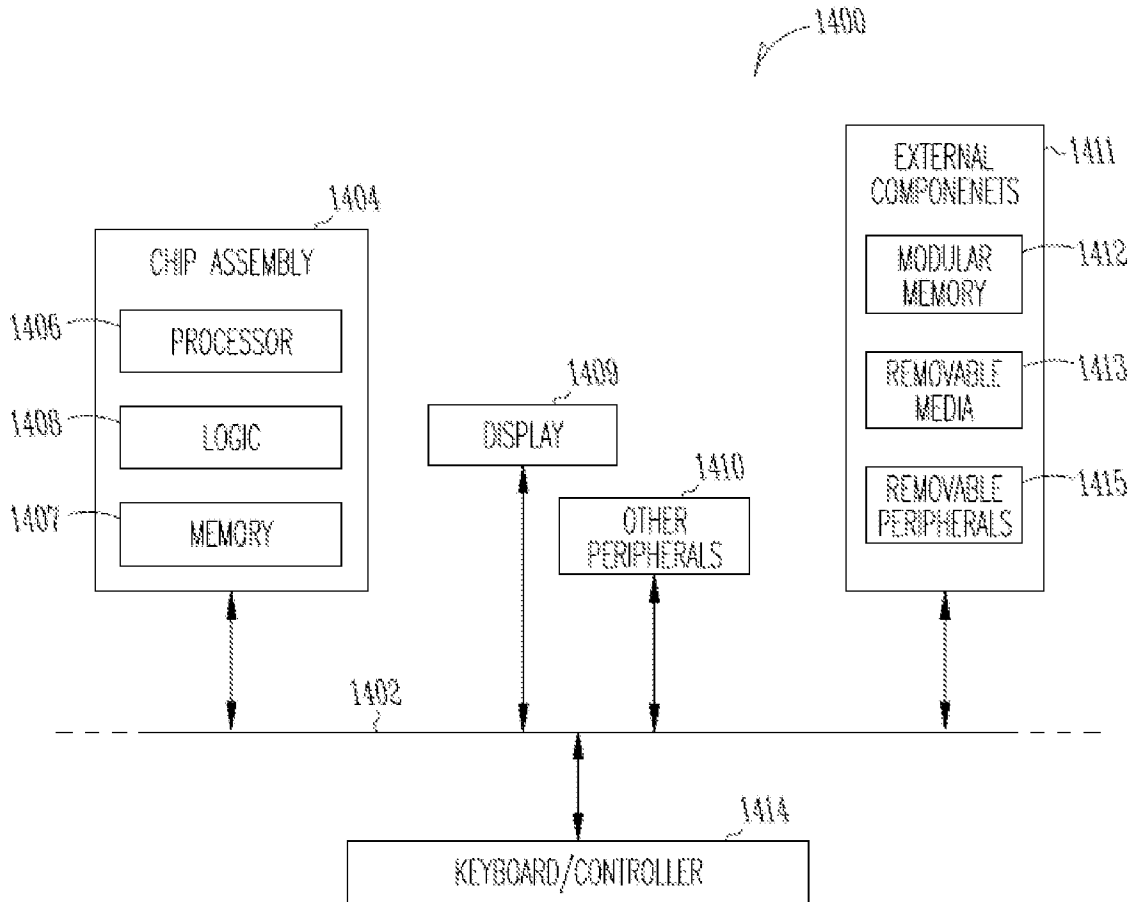 1400
EXTERNAL
COMPONENETS
1411
MODULAR
MEMORY
1412
REMOVABLE
MEDIA
1413
REMOVABLE
PERIPHERALS
1415
1404
CHIP ASSEMBLY
1406
PROCESSOR
1408
LOGIC
1407
MEMORY
1409
DISPLAY
1410
OTHER
PERIPHERALS
1402
1414
KEYBOARD/CONTROLLER